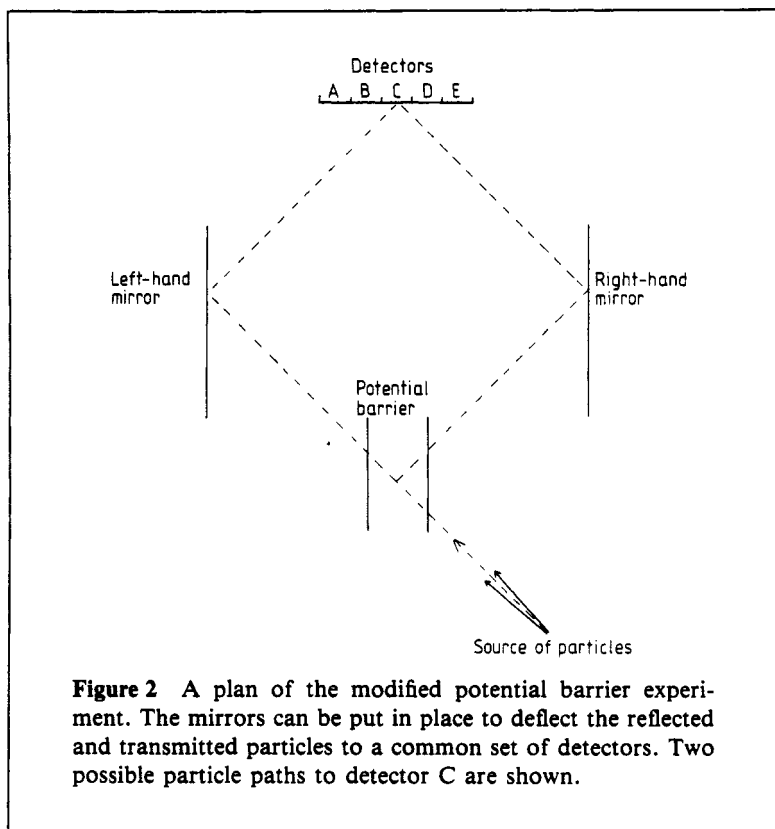 Detectors
A B C D E
Left-hand
mirror
Right-hand
mirror
Potential
barrier
Source of particles
Figure 2 A plan of the modified potential barrier experi-
ment. The mirrors can be put in place to deflect the reflected
and transmitted particles to a common set of detectors. Two
possible particle paths to detector C are shown.